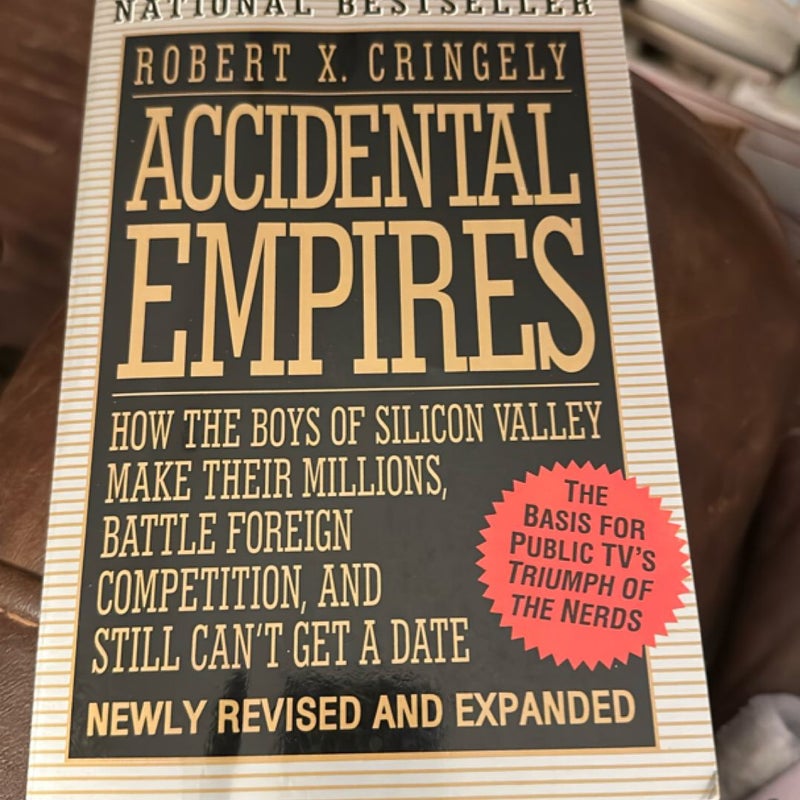 NATIONAL BESTSELLER
ROBERT X. CRINGELY
ACCIDENTAL
EMPIRES
HOW THE BOYS OF SILICON VALLEY
MAKE THEIR MILLIONS,
BATTLE FOREIGN
COMPETITION, AND
STILL CAN'T GET A DATE
THE
BASIS FOR
PUBLIC TV'S
TRIUMPH OF
THE NERDS
NEWLY REVISED AND EXPANDED